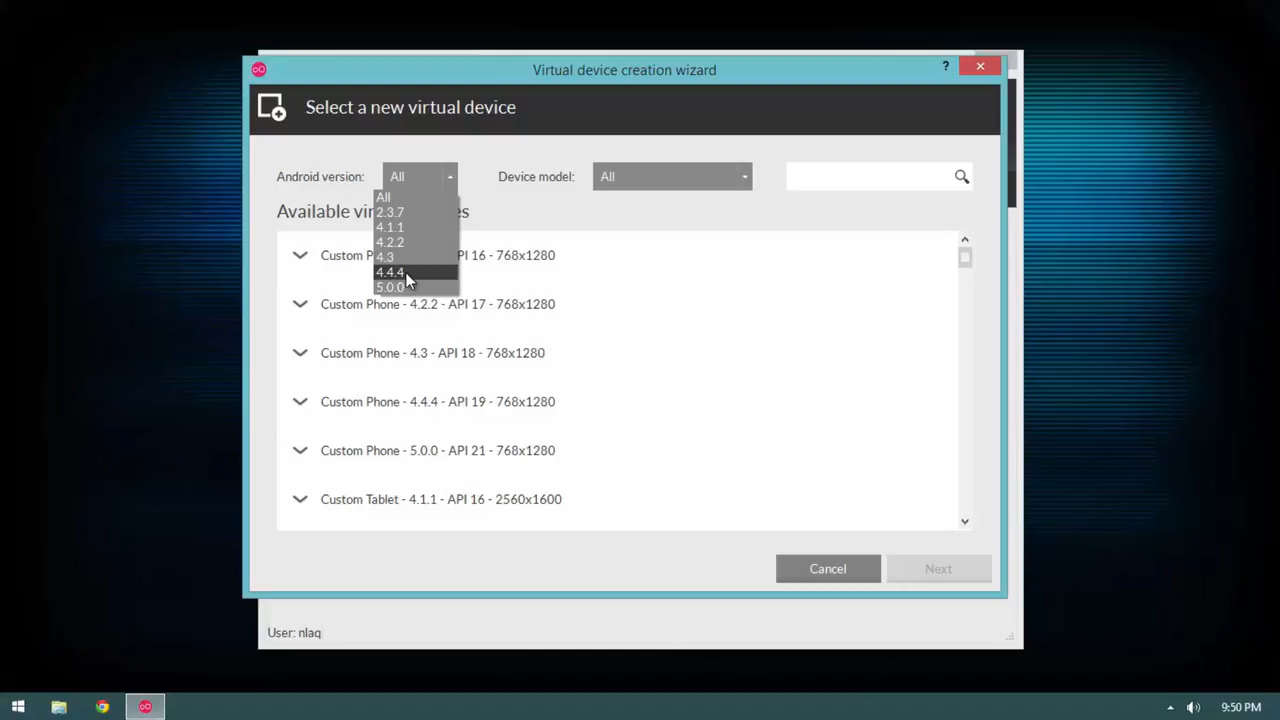 Virtual device creation wizard
?
Select a new virtual device
Android version:
All
Device model:
All
All
2.3.7
4.1.1
4.2.2
4.3
4.4.4
5.0.0
Available vir es
Custom P PI 16 - 768x1280
Custom Phone - 4.2.2 - API 17 - 768x1280
Custom Phone - 4.3 - API 18 - 768x1280
Custom Phone - 4.4.4 - API 19 - 768x1280
Custom Phone - 5.0.0 - API 21 - 768x1280
Custom Tablet - 4.1.1 - API 16 - 2560x1600
Cancel
Next
User: nlaq
9:50 PM